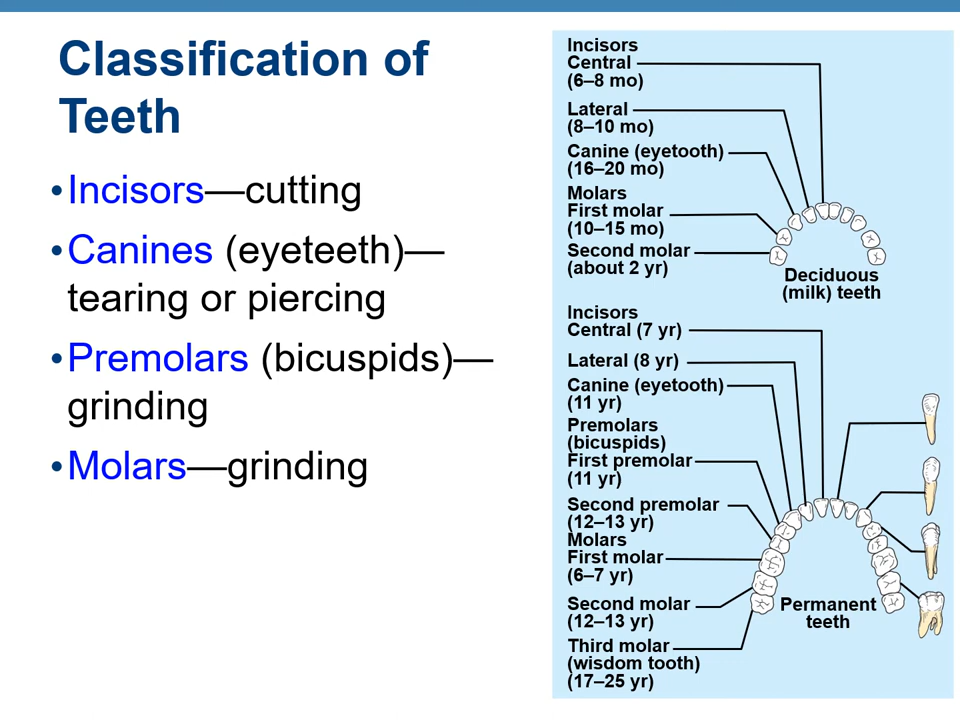 Classification of
Teeth
•Incisors—cutting
•Canines (eyeteeth)—
tearing or piercing
•Premolars (bicuspids)—
grinding
•Molars—grinding
Incisors
Central
(6–8 mo)
Lateral
(8–10 mo)
Canine (eyetooth)
(16–20 mo)
Molars
First molar
(10–15 mo)
Second molar
(about 2 yr)
Deciduous
(milk) teeth
Incisors
Central (7 yr)
Lateral (8 yr)
Canine (eyetooth)
(11 yr)
Premolars
(bicuspids)
First premolar
(11 yr)
Second premolar
(12–13 yr)
Molars
First molar
(6–7 yr)
Second molar
(12–13 yr)
Third molar
(wisdom tooth)
(17–25 yr)
Permanent
teeth